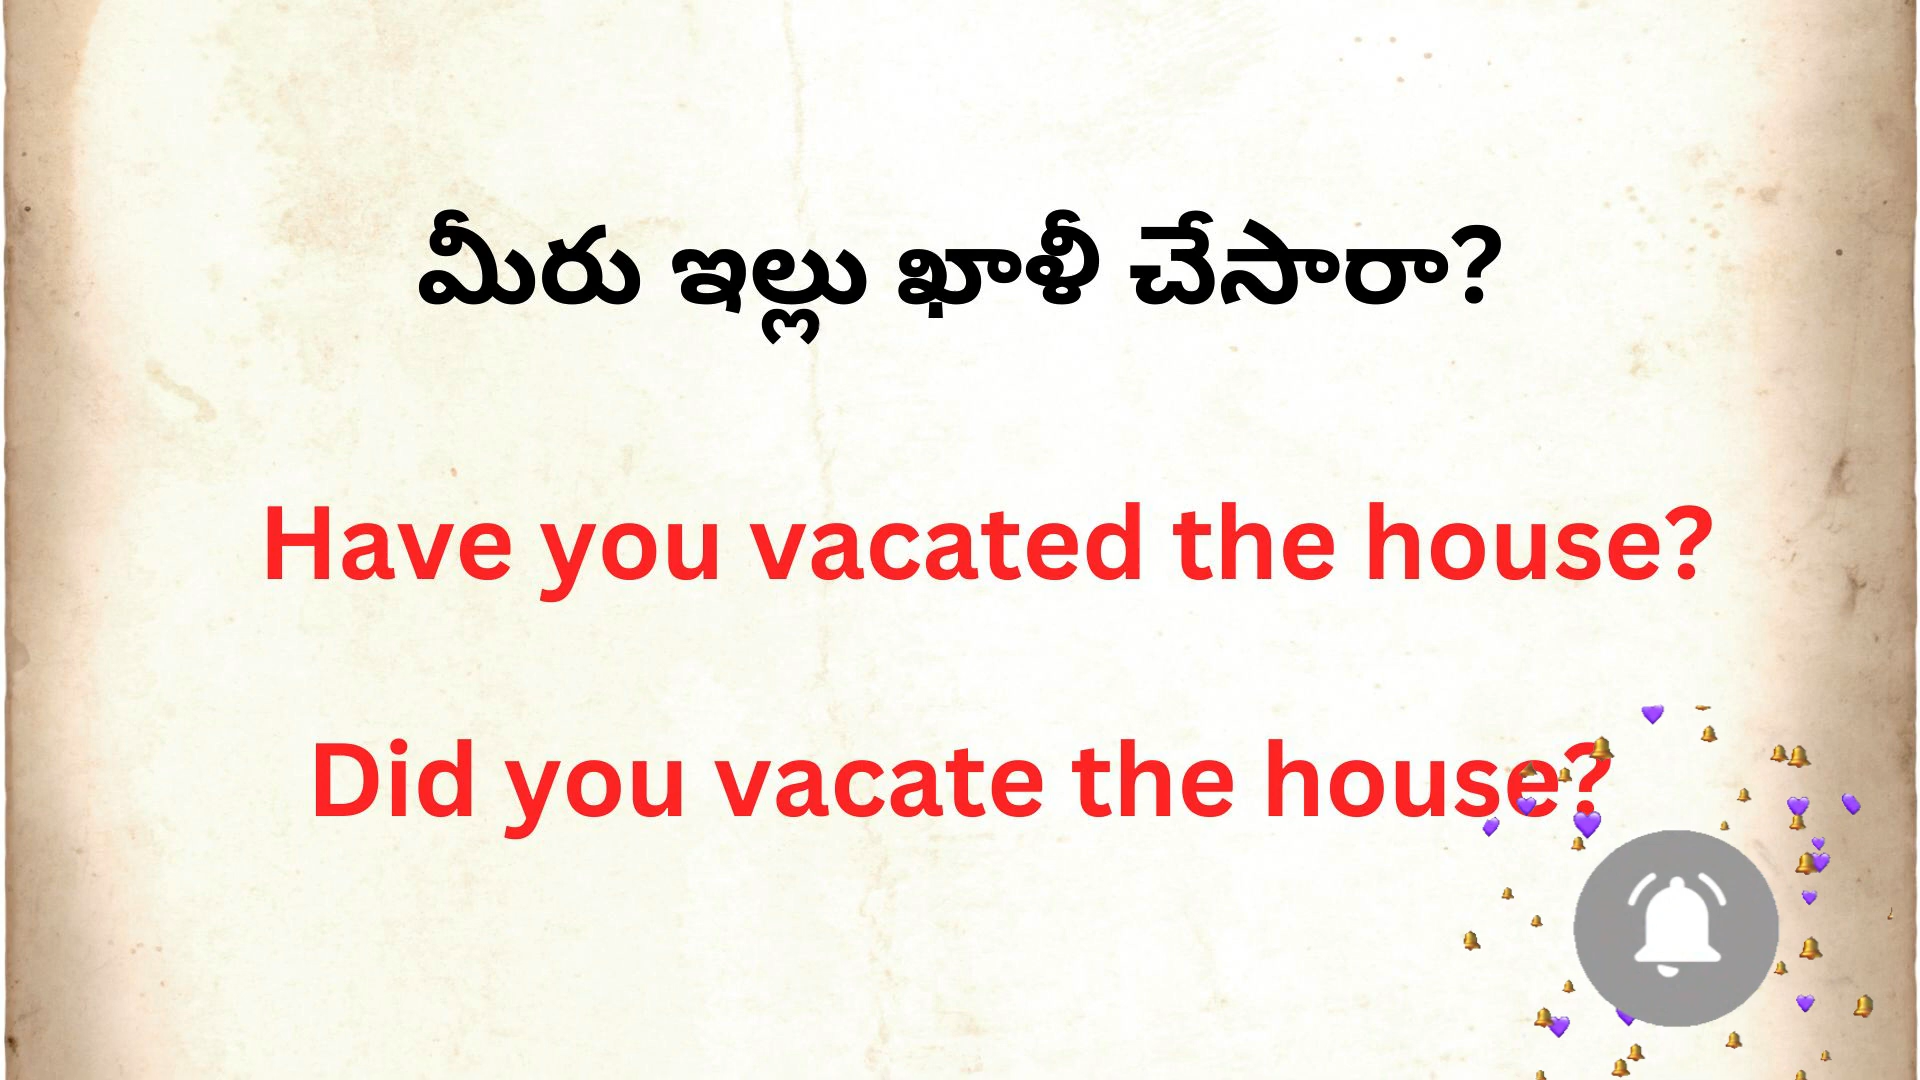 మీరు ఇల్లు ఖాళీ చేసారా?
Have you vacated the house?
Did you vacate the house?